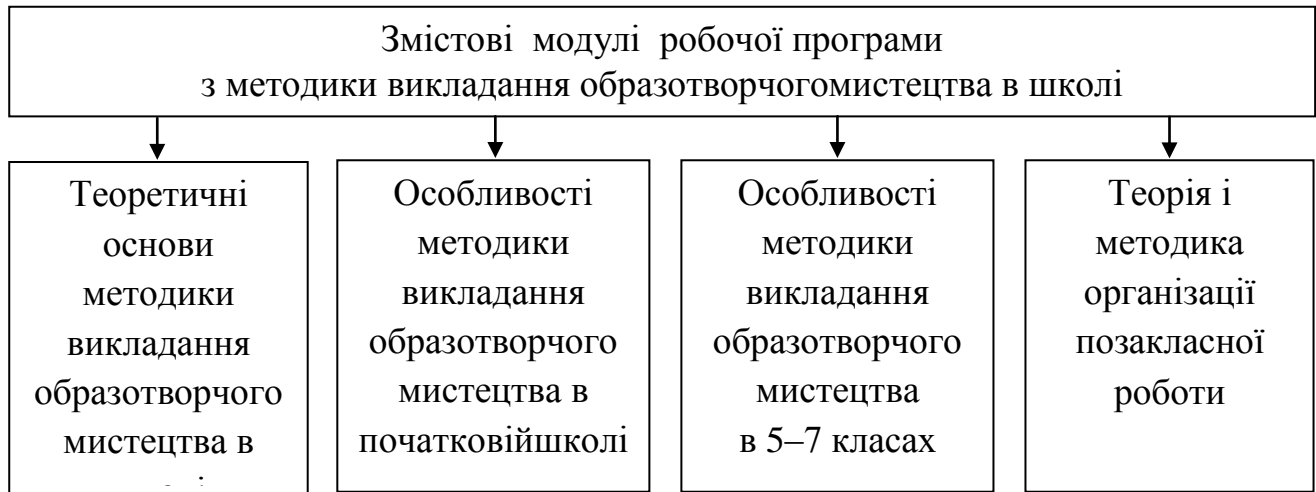 Змістові модулі робочої програми
з методики викладання образотворчогомистецтва в школі
Теоретичні
основи
методики
викладання
образотворчого
мистецтва в
Особливості
методики
викладання
образотворчого
мистецтва в
початковійшколі
Особливості
методики
викладання
образотворчого
мистецтва
в 5–7 класах
Теорія і
методика
організації
позакласної
роботи